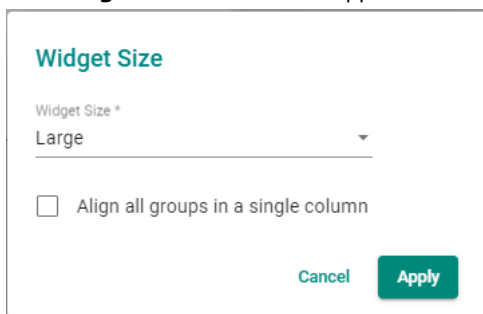 Widget Size
Widget Size *
Large
Align all groups in a single column
Cancel Apply